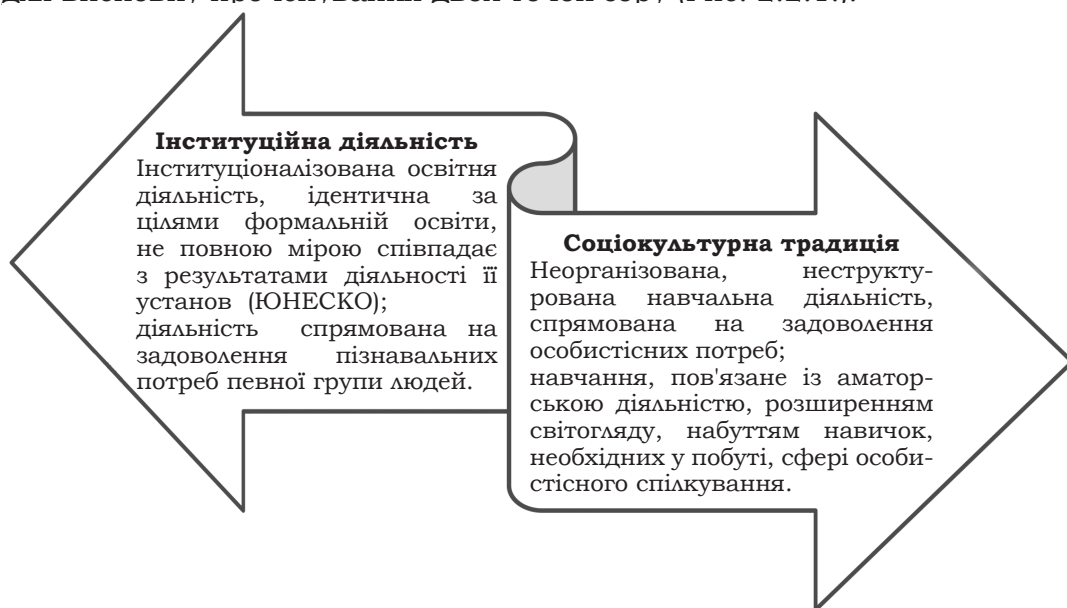 Інституційна діяльність
Інституціоналізована освітня
діяльність, ідентична за
цілями формальній освіти,
не повною мірою співпадає
з результатами діяльності її
установ (ЮНЕСКО);
діяльність спрямована на
задоволення пізнавальних
потреб певної групи людей.
Соціокультурна традиція
Неорганізована, неструкту-
рована навчальна діяльність,
спрямована на задоволення
особистісних потреб;
навчання, пов'язане із аматор-
ською діяльністю, розширенням
світогляду, набуттям навичок,
необхідних у побуті, сфері особи-
стісного спілкування.